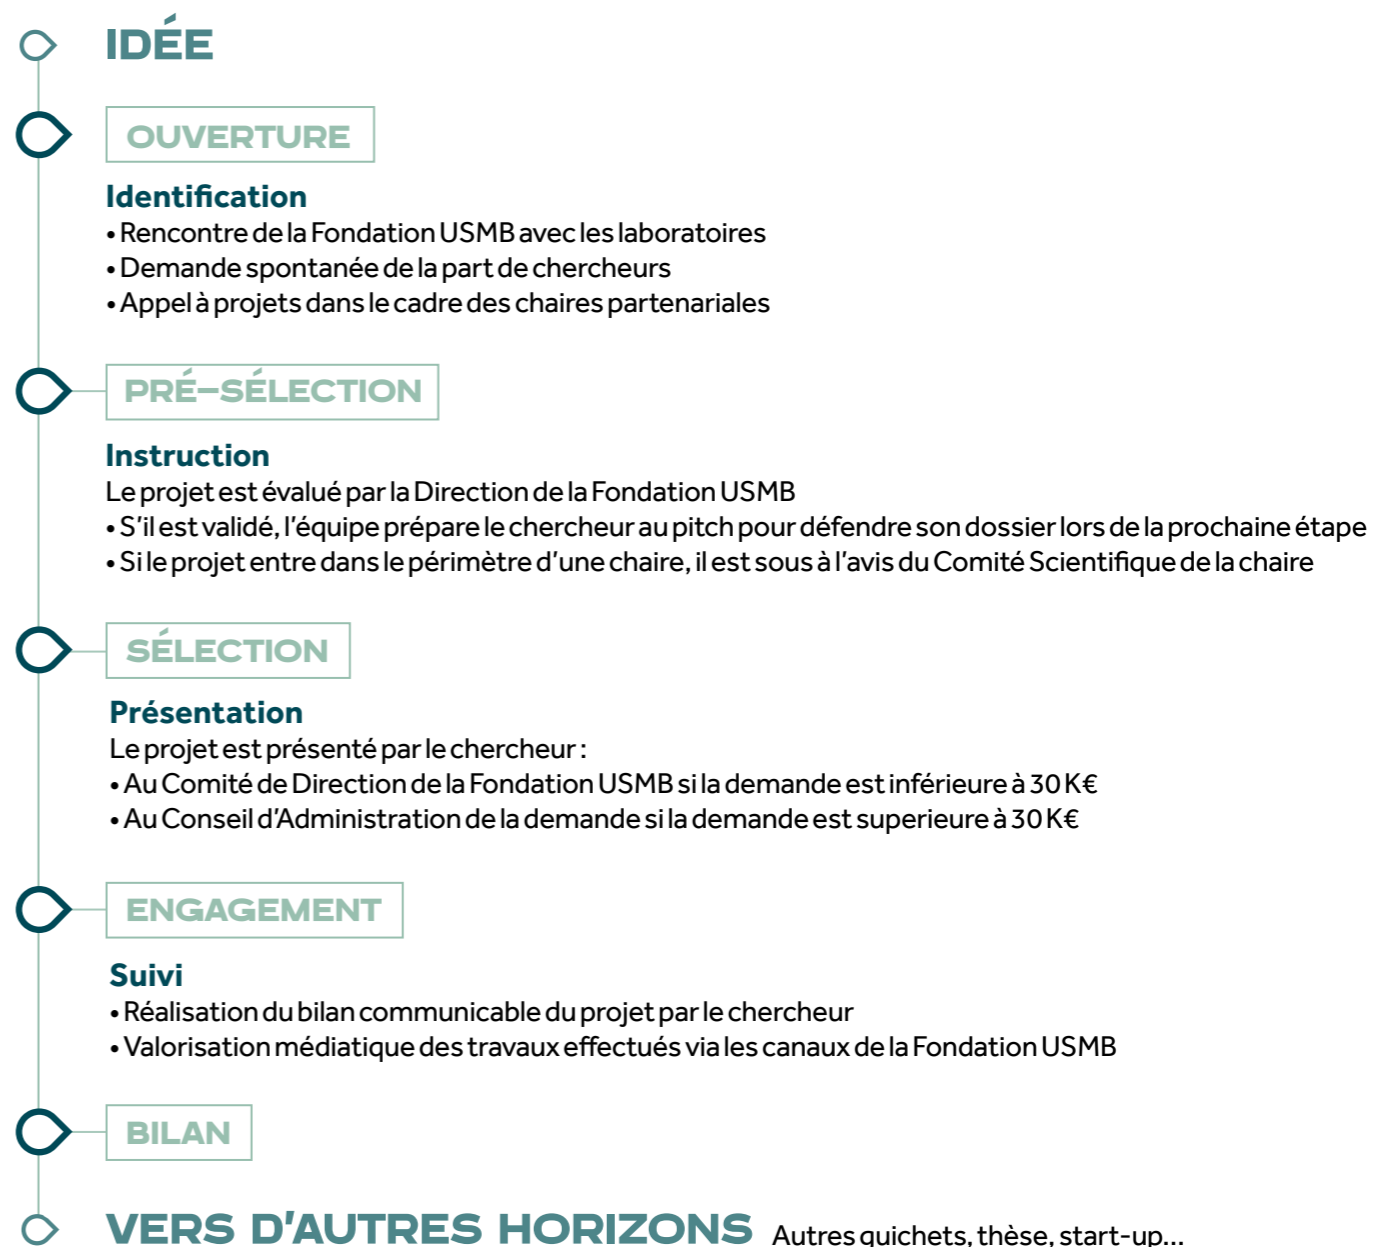 IDÉE
OUVERTURE
Identification
• Rencontre de la Fondation USMB avec les laboratoires
• Demande spontanée de la part de chercheurs
• Appel à projets dans le cadre des chaires partenariales
PRÉ–SÉLECTION
Instruction
Le projet est évalué par la Direction de la Fondation USMB
• S'il est validé, l'équipe prépare le chercheur au pitch pour défendre son dossier lors de la prochaine étape
• Si le projet entre dans le périmètre d'une chaire, il est sous à l'avis du Comité Scientifique de la chaire
SÉLECTION
Présentation
Le projet est présenté par le chercheur :
• Au Comité de Direction de la Fondation USMB si la demande est inférieure à 30 K€
• Au Conseil d'Administration de la demande si la demande est superieure à 30 K€
ENGAGEMENT
Suivi
• Réalisation du bilan communicable du projet par le chercheur
• Valorisation médiatique des travaux effectués via les canaux de la Fondation USMB
BILAN
VERS D'AUTRES HORIZONS Autres guichets, thèse, start-up...